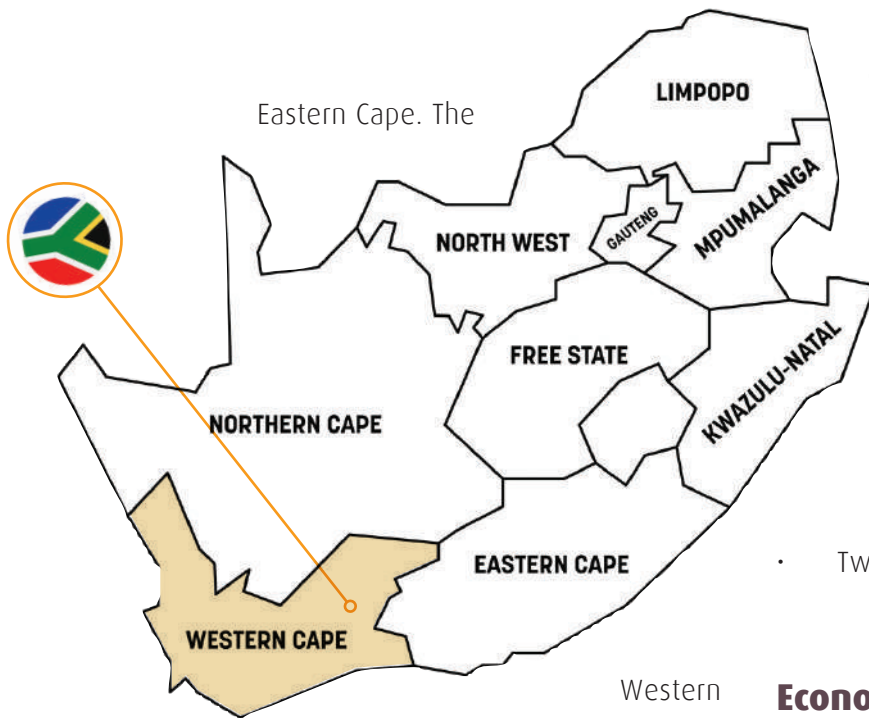 LIMPOPO
Eastern Cape. The
MPUMALANGA
GAUTENG
NORTH WEST
FREE STATE
KWAZULU-NATAL
NORTHERN CAPE
EASTERN CAPE
WESTERN CAPE
Western